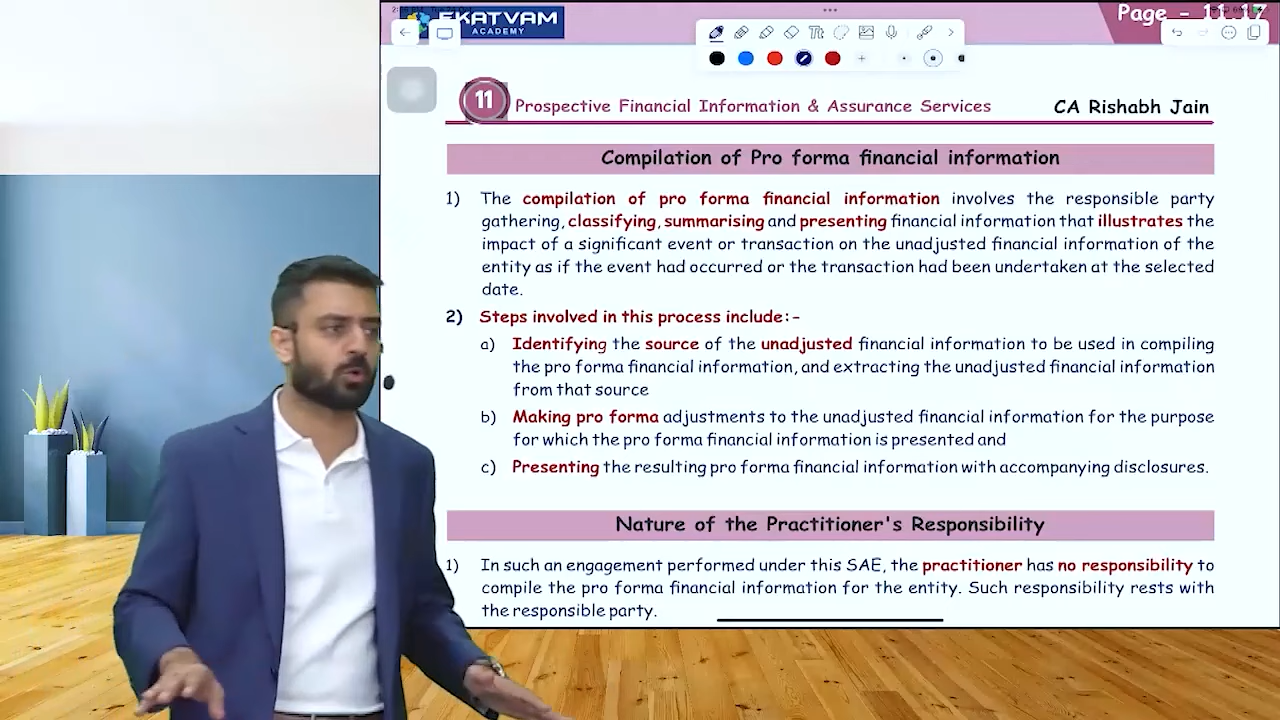 EKATVAM
ACADEMY
Page - 11.17
11
Prospective Financial Information & Assurance Services
CA Rishabh Jain
Compilation of Pro forma financial information
1) The compilation of pro forma financial information involves the responsible party
gathering, classifying, summarising and presenting financial information that illustrates the
impact of a significant event or transaction on the unadjusted financial information of the
entity as if the event had occurred or the transaction had been undertaken at the selected
date.
2) Steps involved in this process include:-
a) Identifying the source of the unadjusted financial information to be used in compiling
the pro forma financial information, and extracting the unadjusted financial information
from that source
b) Making pro forma adjustments to the unadjusted financial information for the purpose
for which the pro forma financial information is presented and
c) Presenting the resulting pro forma financial information with accompanying disclosures.
Nature of the Practitioner's Responsibility
1) In such an engagement performed under this SAE, the practitioner has no responsibility to
compile the pro forma financial information for the entity. Such responsibility rests with
the responsible party.